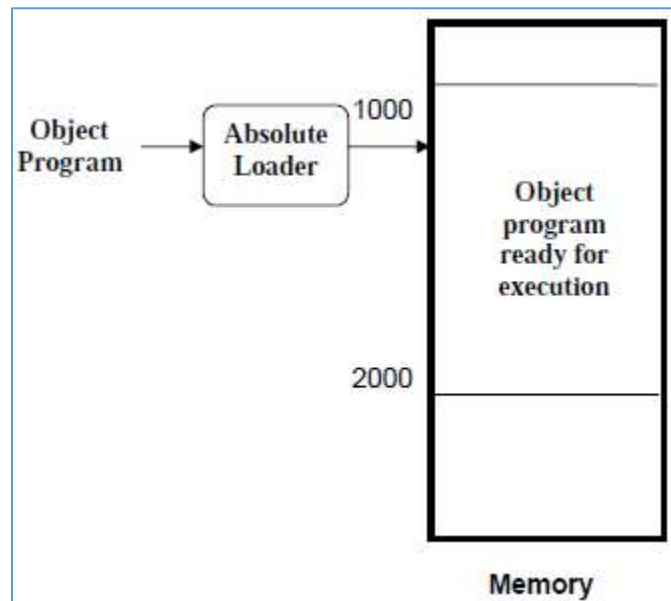 Object
Program
Absolute
Loader
1000
Object
program
ready for
execution
2000
Memory